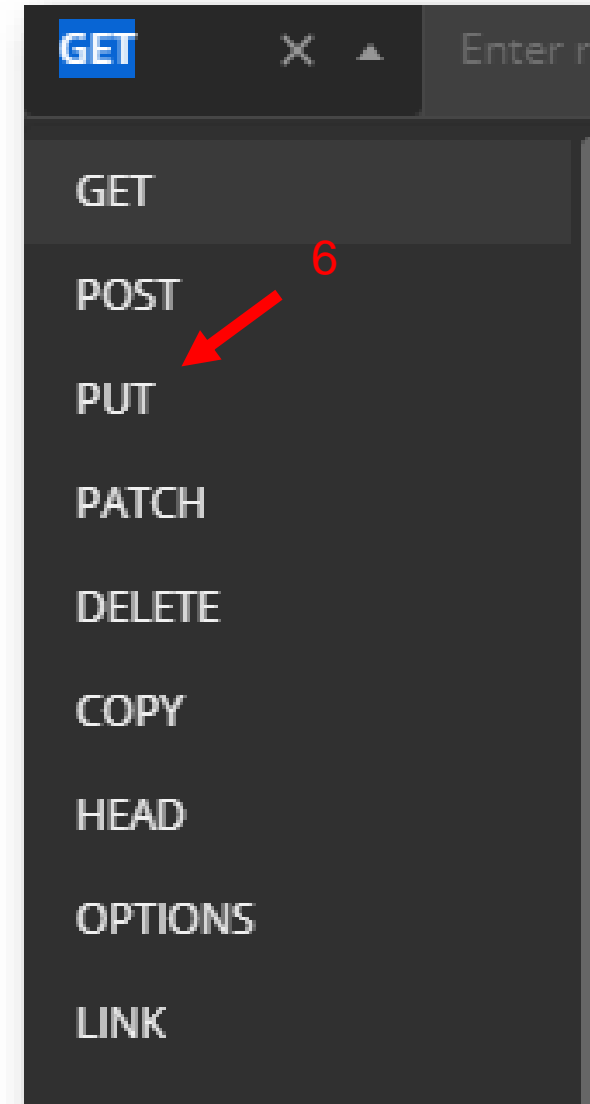 GET Enter
GET
6
POST
PUT
PATCH
DELETE
COPY
HEAD
OPTIONS
LINK